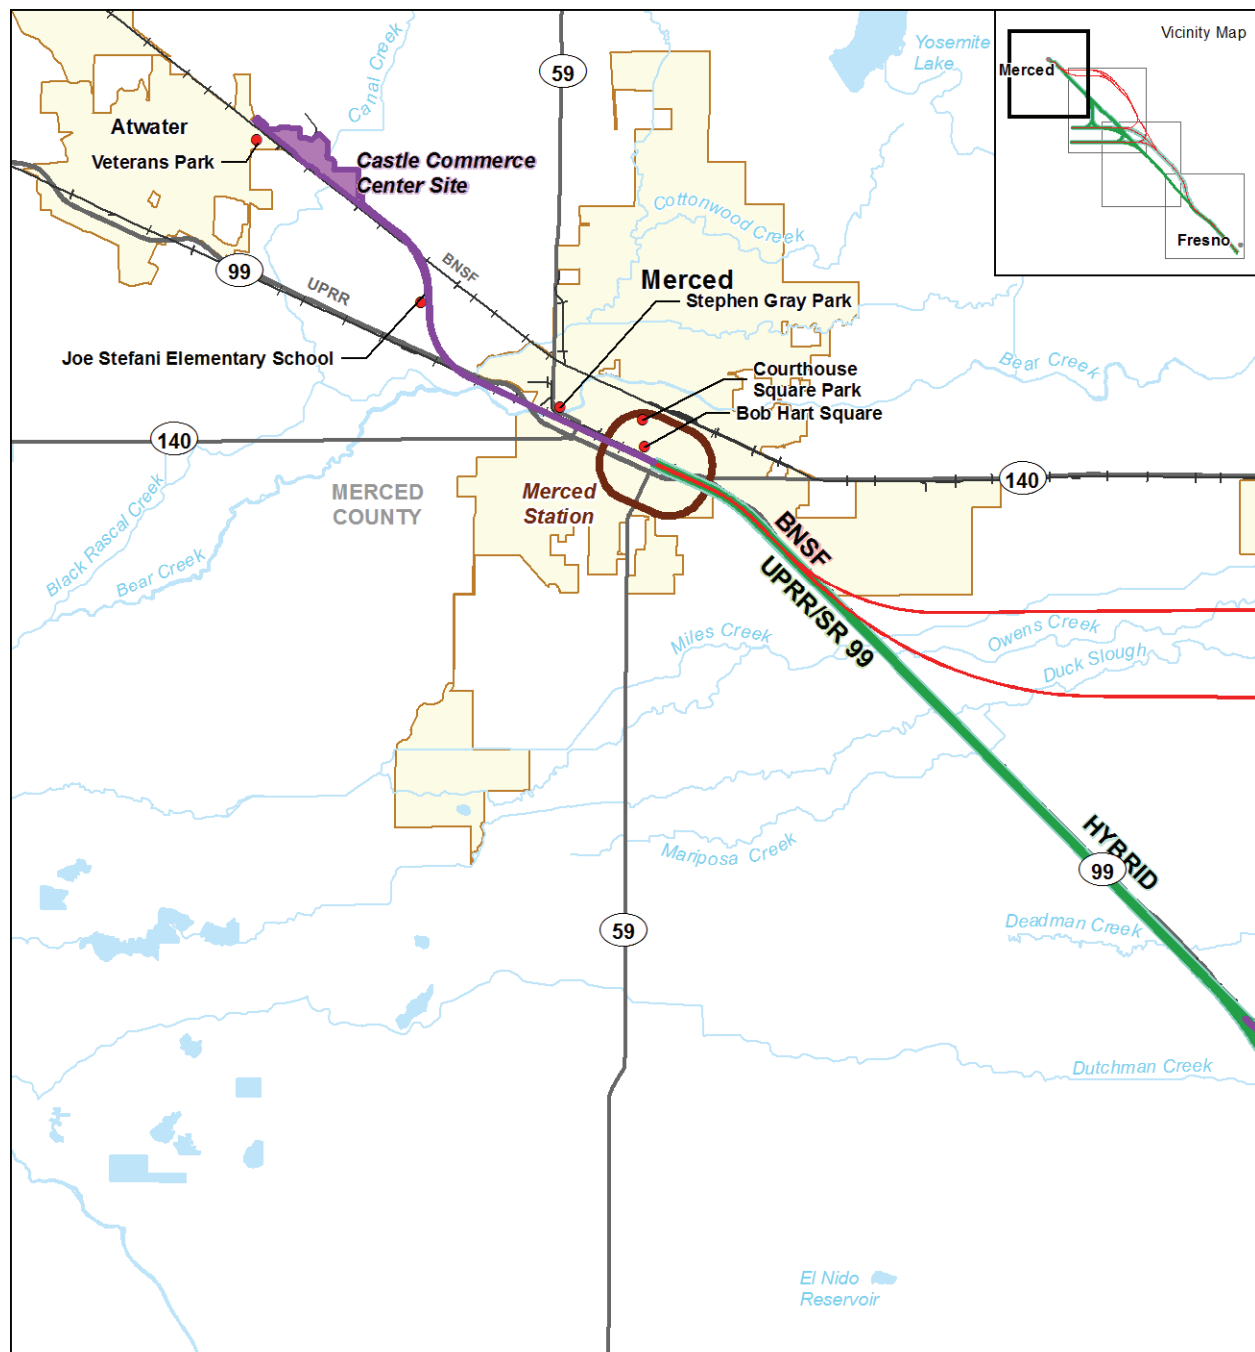 Vicinity Map
Merced
Fresno
Yosemite
Lake
Canal Creek
59
Atwater
Veterans Park
Castle Commerce
Center Site
Cottonwood Creek
99
UPRR
BNSF
Merced
Stephen Gray Park
Joe Stefani Elementary School
Courthouse
Square Park
Bob Hart Square
Bear Creek
140
140
MERCED
COUNTY
Merced
Station
Black Rascal Creek
Bear Creek
BNSF
UPRR/SR 99
Miles Creek
Owens Creek
Duck Slough
Mariposa Creek
HYBRID
99
59
Deadman Creek
Dutchman Creek
El Nido
Reservoir